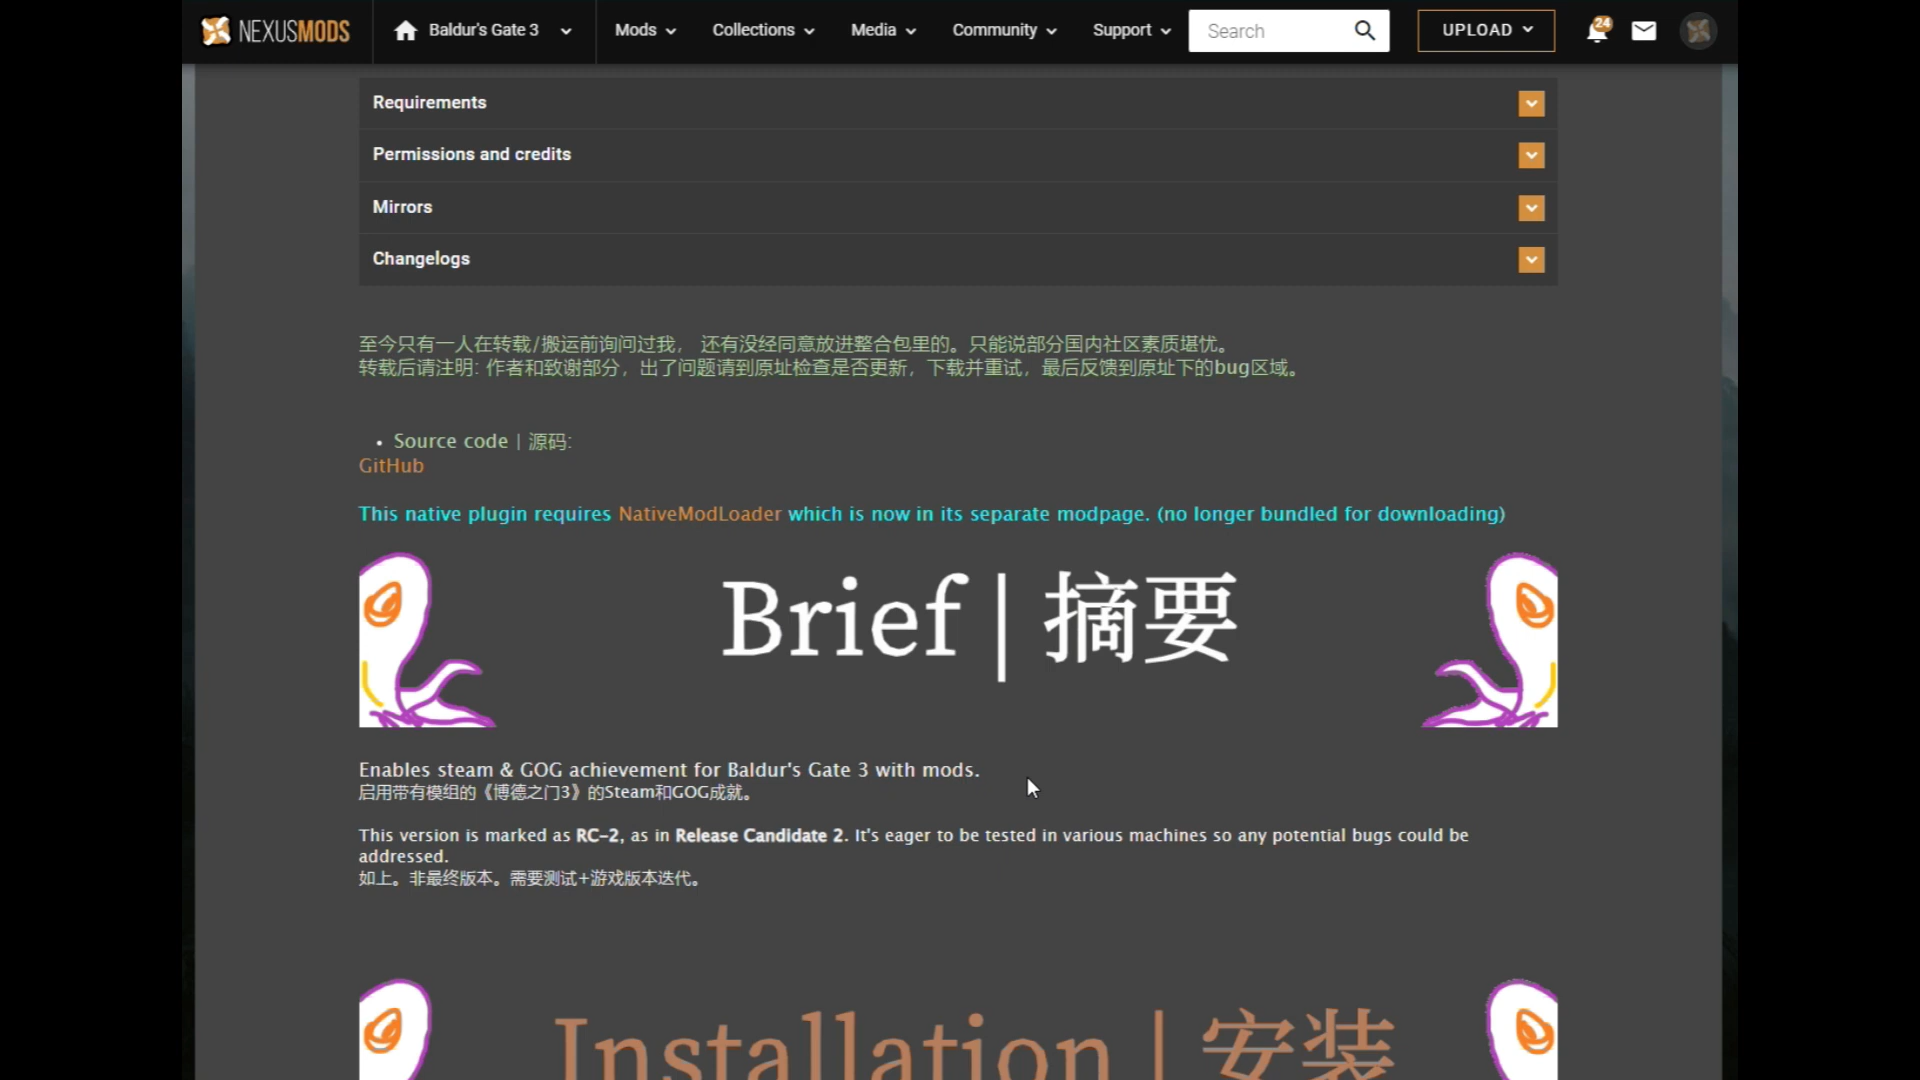 NEXUSMODS
Baldur's Gate 3
Mods
Collections
Media
Community
Support
Search
UPLOAD
24
Requirements
Permissions and credits
Mirrors
Changelogs
至今只有一人在转载/搬运前询问过我， 还有没经同意放进整合包里的。只能说部分国内社区素质堪忧。
转载后请注明: 作者和致谢部分，出了问题请到原址检查是否更新，下载并重试，最后反馈到原址下的bug区域。
• Source code | 源码:
GitHub
This native plugin requires NativeModLoader which is now in its separate modpage. (no longer bundled for downloading)
Brief | 摘要
Enables steam & GOG achievement for Baldur's Gate 3 with mods.
启用带有模组的《博德之门3》的Steam和GOG成就。
This version is marked as RC-2, as in Release Candidate 2. It's eager to be tested in various machines so any potential bugs could be
addressed.
如上。非最终版本。需要测试+游戏版本迭代。
Installation | 安装